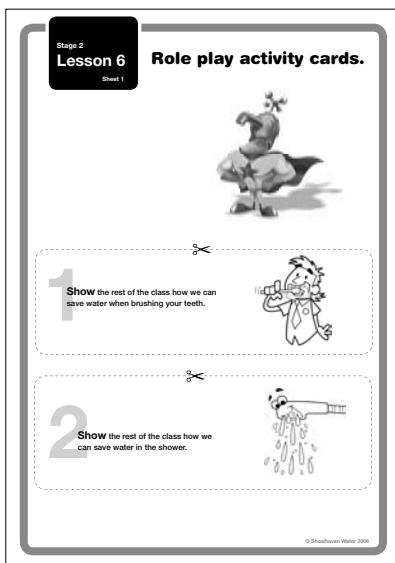 Stage 2
Lesson 6
Sheet 1
Role play activity cards.
1
Show the rest of the class how we can
save water when brushing your teeth.
2
Show the rest of the class how we
can save water in the shower.
© Shoalhaven Water 2006